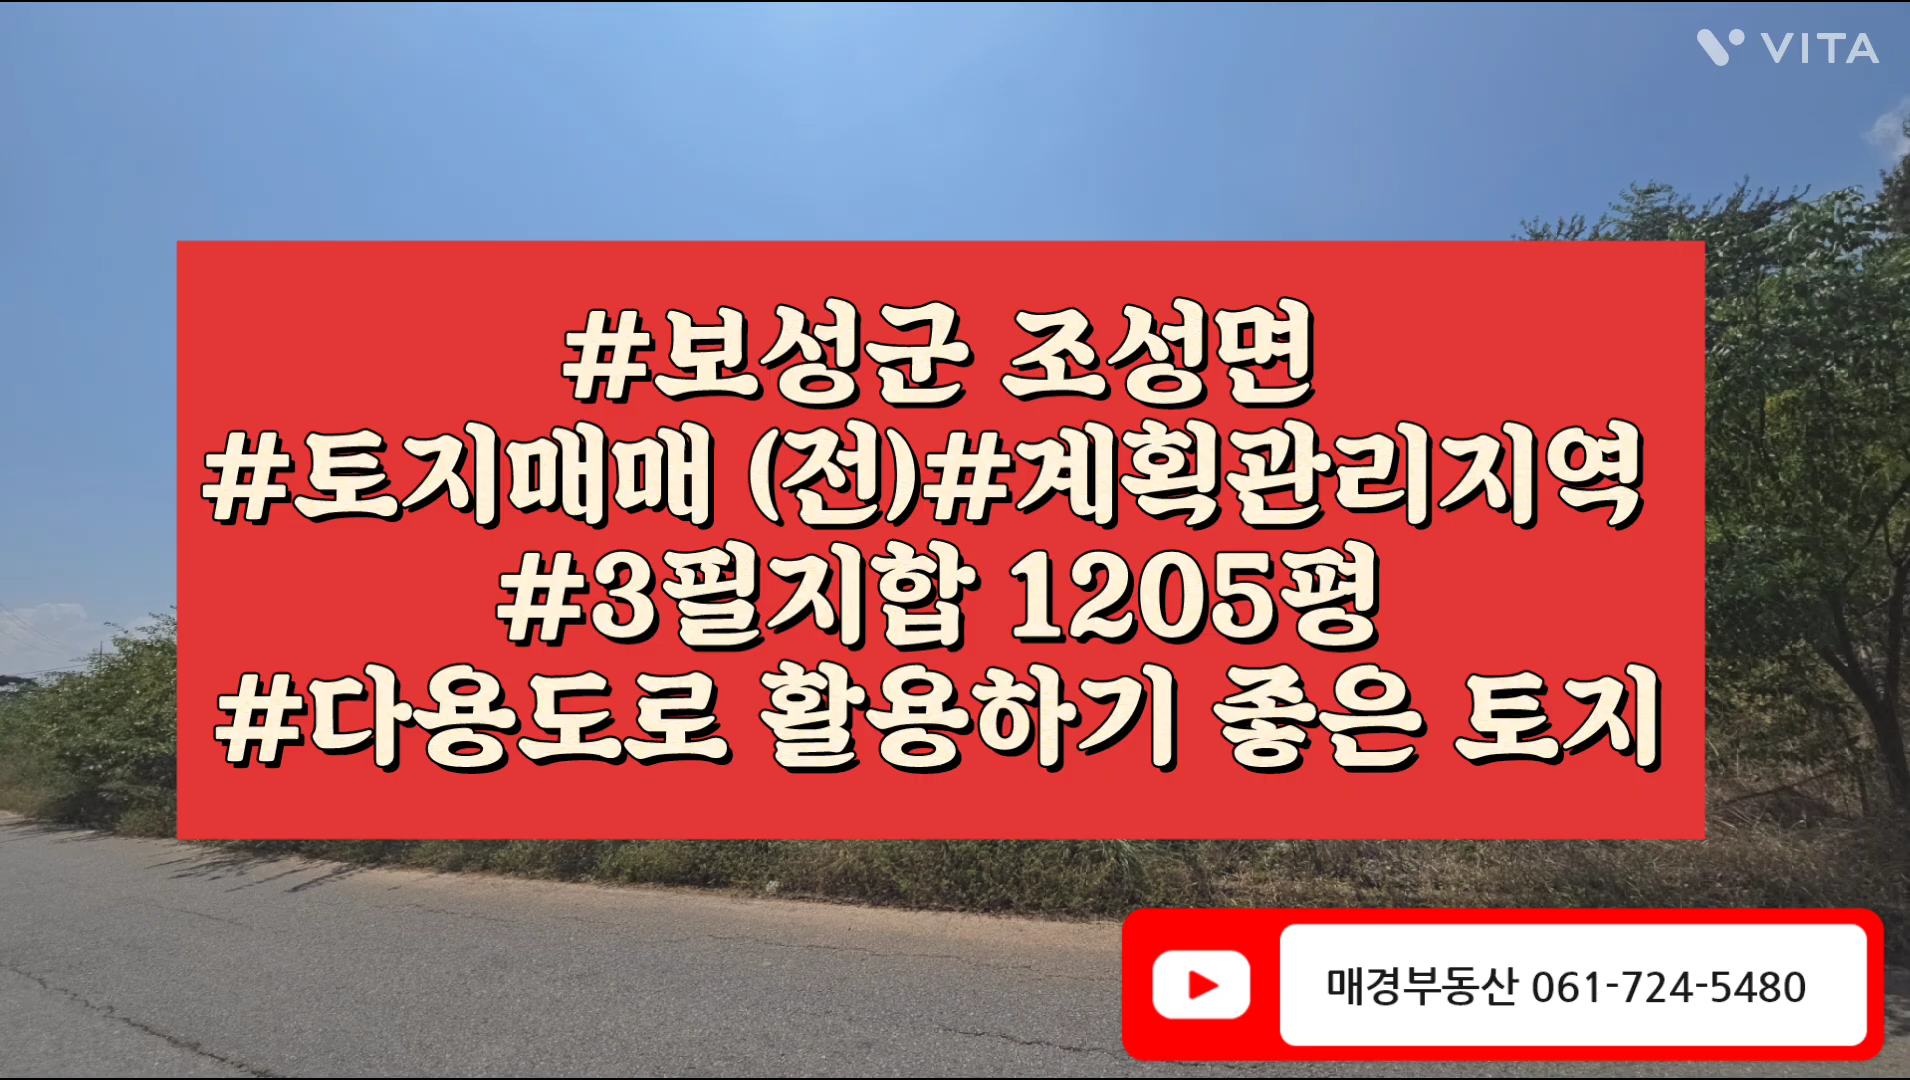 VITA
#보성군 조성면
#토지매매 (전)#계획관리지역
#3필지합 1205평
#다용도로 활용하기 좋은 토지
매경부동산 061-724-5480